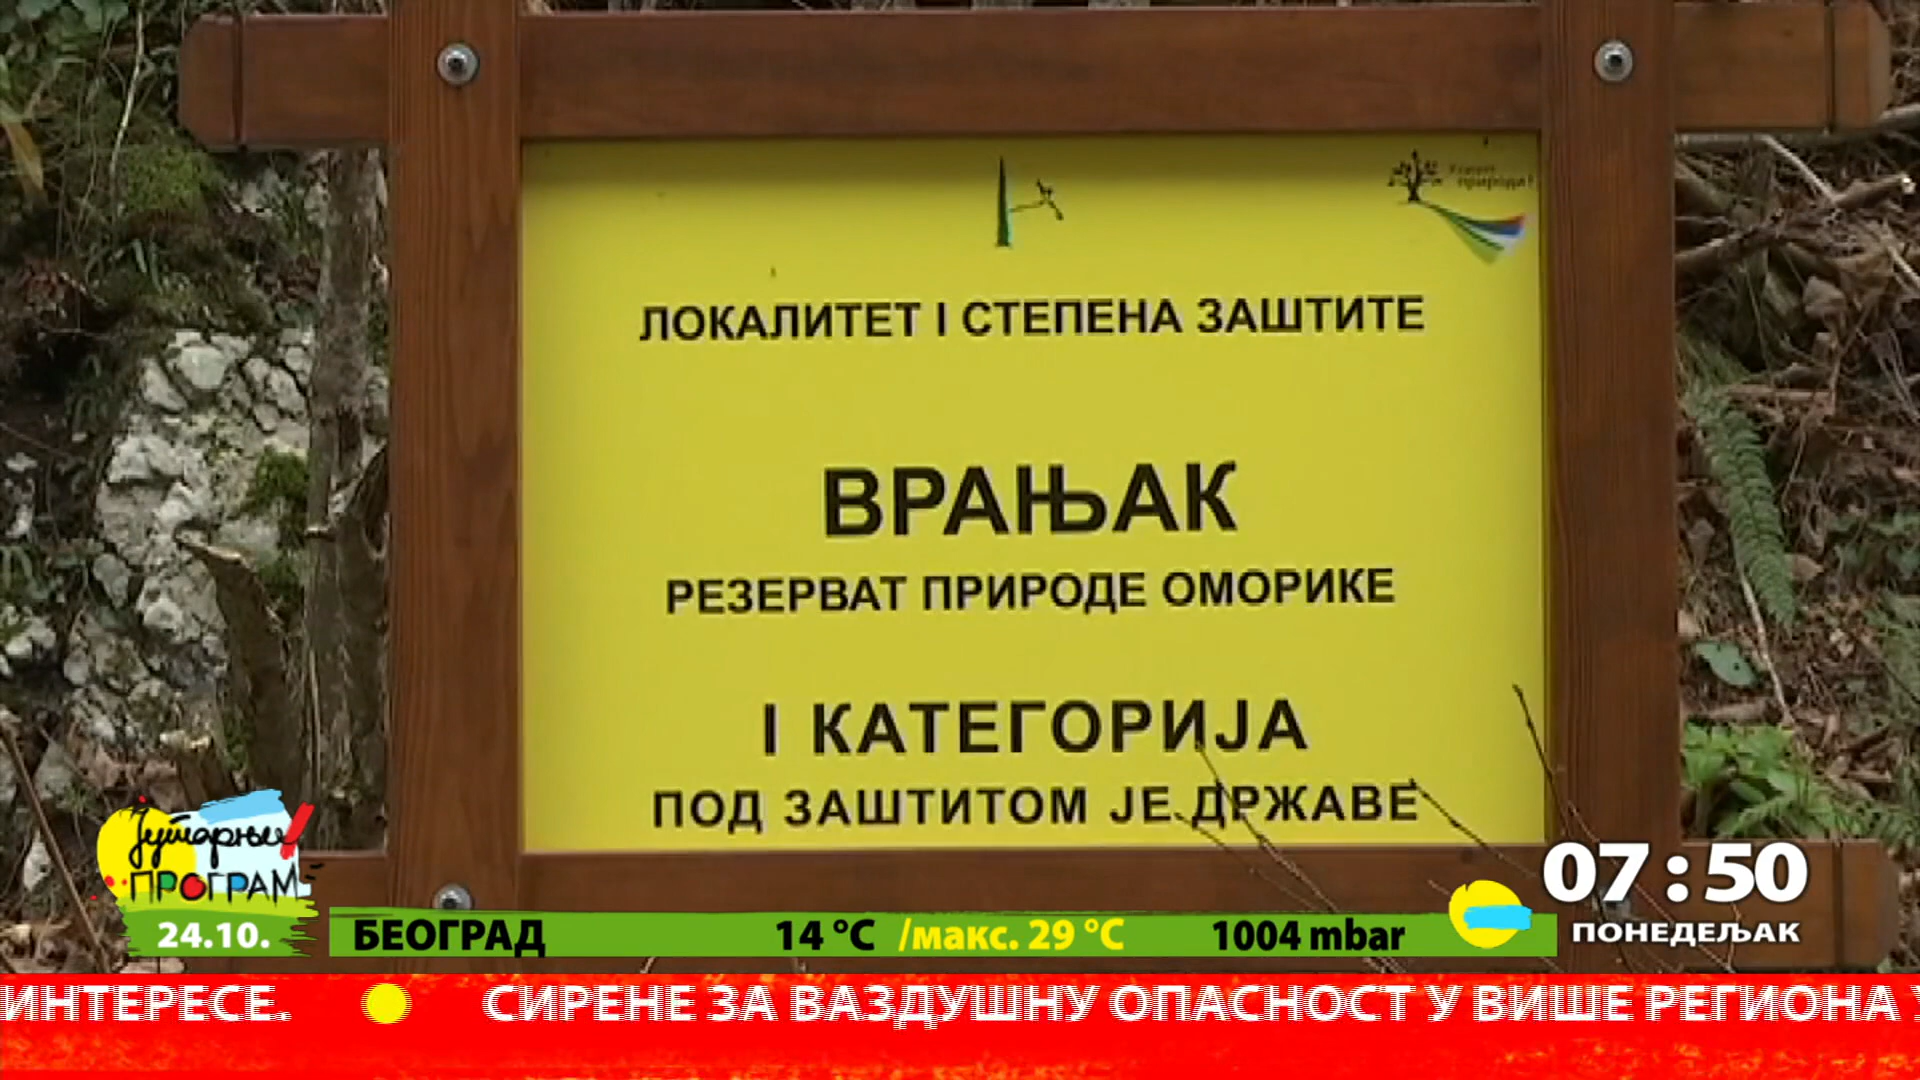 природи!
ЛОКАЛИТЕТ I СТЕПЕНА ЗАШТИТЕ
ВРАЊАК
РЕЗЕРВАТ ПРИРОДЕ ОМОРИКЕ
I КАТЕГОРИЈА
ПОД ЗАШТИТОМ ЈЕ ДРЖАВЕ
Јутарњи
ПРОГРАМ
24.10.
БЕОГРАД 14 °C /макс. 29 °C 1004 mbar
07:50
ПОНЕДЕЉАК
ИНТЕРЕСЕ. СИРЕНЕ ЗА ВАЗДУШНУ ОПАСНОСТ У ВИШЕ РЕГИОНА У